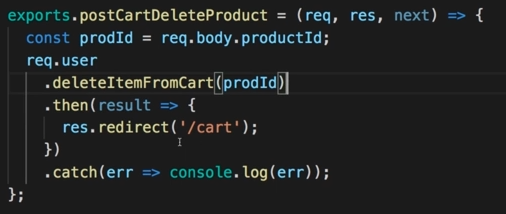 exports.postCartDeleteProduct = (req, res, next) => {
  const prodId = req.body.productId;
  req.user
    .deleteItemFromCart(prodId)
    .then(result => {
      res.redirect('/cart');
    })
    .catch(err => console.log(err));
};